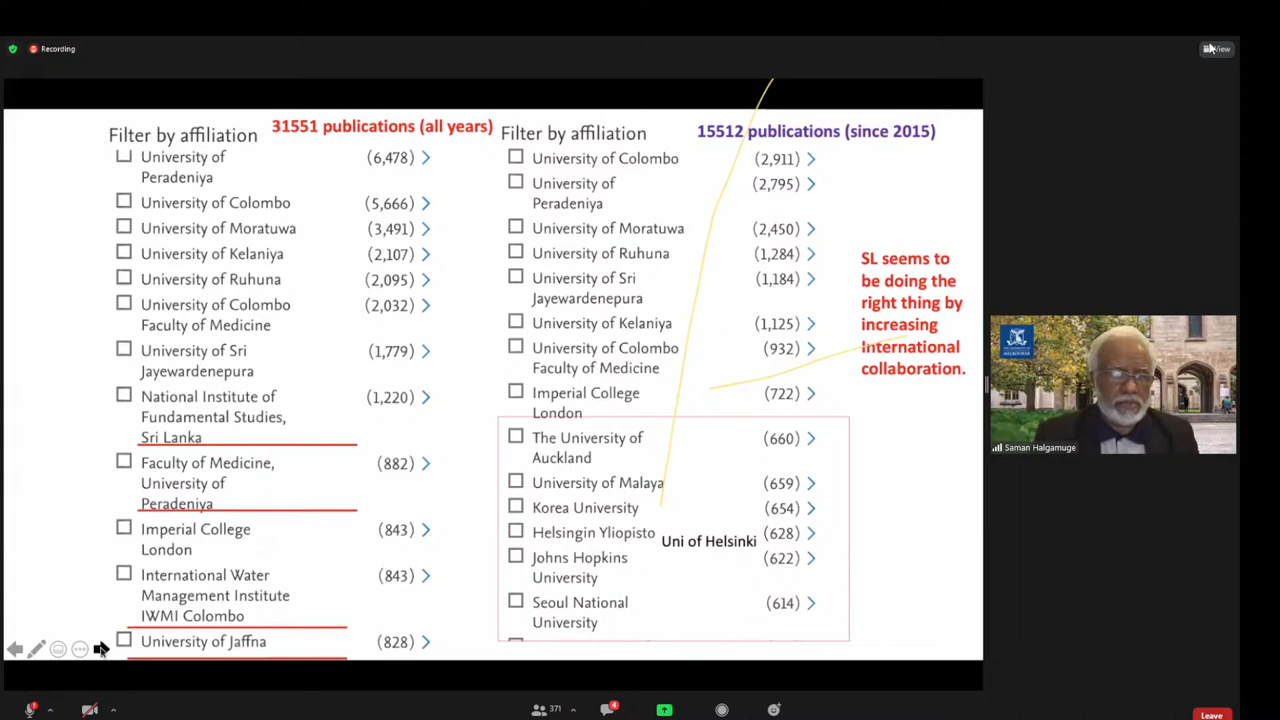 Recording
View
Filter by affiliation
31551 publications (all years)
University of
Peradeniya
(6,478)
University of Colombo
(5,666)
University of Moratuwa
(3,491)
University of Kelaniya
(2,107)
University of Ruhuna
(2,095)
University of Colombo
Faculty of Medicine
(2,032)
University of Sri
Jayewardenepura
(1,779)
National Institute of
Fundamental Studies,
Sri Lanka
(1,220)
Faculty of Medicine,
University of
Peradeniya
(882)
Imperial College
London
(843)
International Water
Management Institute
IWMI Colombo
(843)
University of Jaffna
(828)
Filter by affiliation
15512 publications (since 2015)
University of Colombo
(2,911)
University of
Peradeniya
(2,795)
University of Moratuwa
(2,450)
University of Ruhuna
(1,284)
University of Sri
Jayewardenepura
(1,184)
University of Kelaniya
(1,125)
University of Colombo
Faculty of Medicine
(932)
Imperial College
London
(722)
The University of
Auckland
(660)
University of Malaya
(659)
Korea University
(654)
Helsingin Yliopisto
Uni of Helsinki
(628)
Johns Hopkins
University
(622)
Seoul National
University
(614)
SL seems to
be doing the
right thing by
increasing
international
collaboration.
MELBOURNE
Saman Halgamuge
371
4
Leave